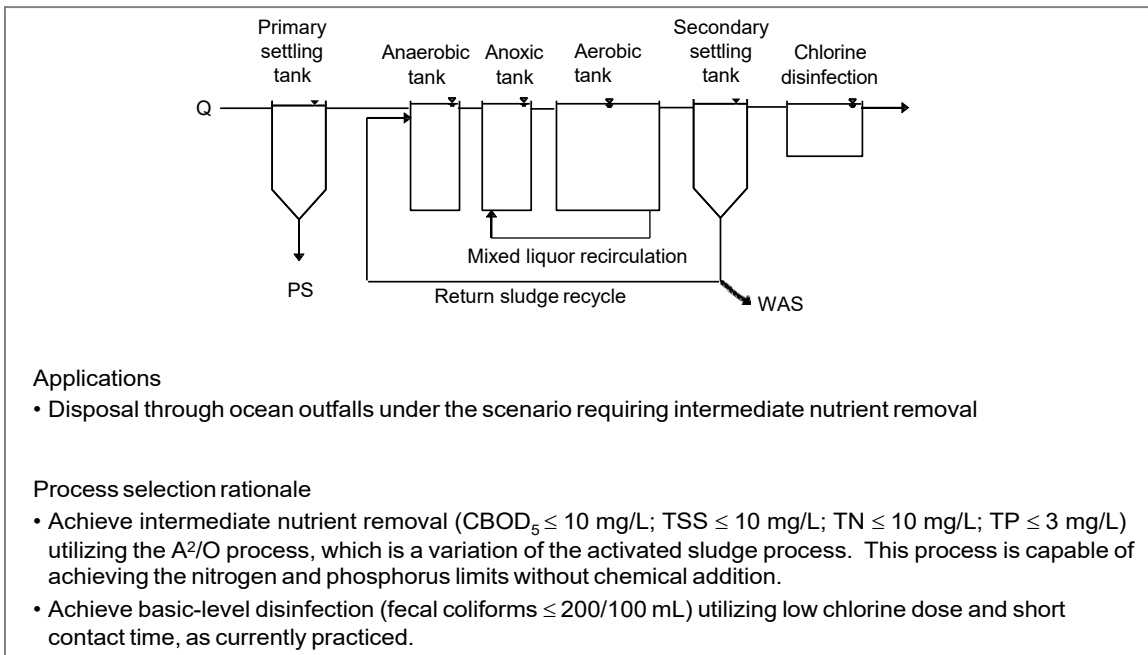 Primary settling tank
Anaerobic tank
Anoxic tank
Aerobic tank
Secondary settling tank
Chlorine disinfection
Q
Mixed liquor recirculation
PS
Return sludge recycle
WAS
Applications
• Disposal through ocean outfalls under the scenario requiring intermediate nutrient removal
Process selection rationale
• Achieve intermediate nutrient removal (CBOD₅ ≤ 10 mg/L; TSS ≤ 10 mg/L; TN ≤ 10 mg/L; TP ≤ 3 mg/L)
utilizing the A²/O process, which is a variation of the activated sludge process. This process is capable of
achieving the nitrogen and phosphorus limits without chemical addition.
• Achieve basic-level disinfection (fecal coliforms ≤ 200/100 mL) utilizing low chlorine dose and short
contact time, as currently practiced.